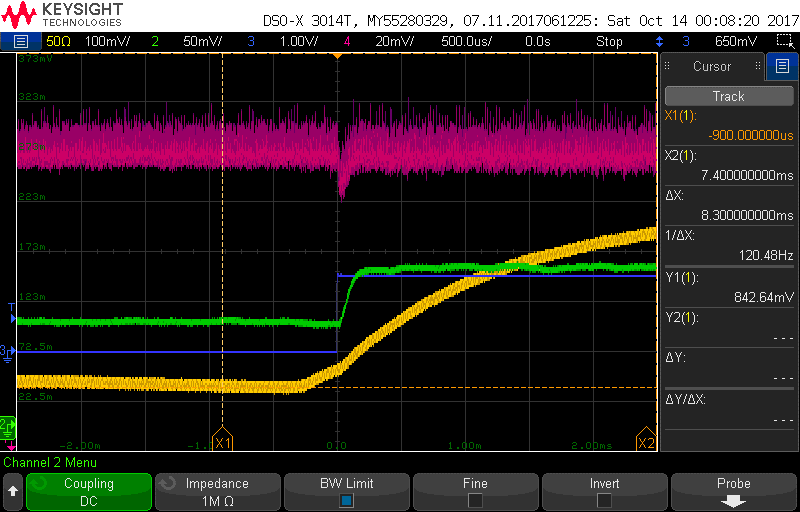 KEYSIGHT
TECHNOLOGIES
DSO-X 3014T, MY55280329, 07.11.2017061225: Sat Oct 14 00:08:20 2017
50Ω 100mV/ 2 50mV/ 3 1.00V/ 4 20mV/ 500.0us/ 0.0s Stop 3 650mV
373mV
323m
223m
173m
123m
72.5m
22.5m
T
3
2
-2.00m -1. 0.0 1.00m 2.00ms
X1 X2
Cursor
Track
X1(1):
-900.000000us
X2(1):
7.400000000ms
ΔX:
8.300000000ms
1/ΔX:
120.48Hz
Y1(1):
842.64mV
Y2(1):
- - -
ΔY:
- - -
ΔY/ΔX:
- - -
Channel 2 Menu
Coupling
DC
Impedance
1M Ω
BW Limit
Fine
Invert
Probe